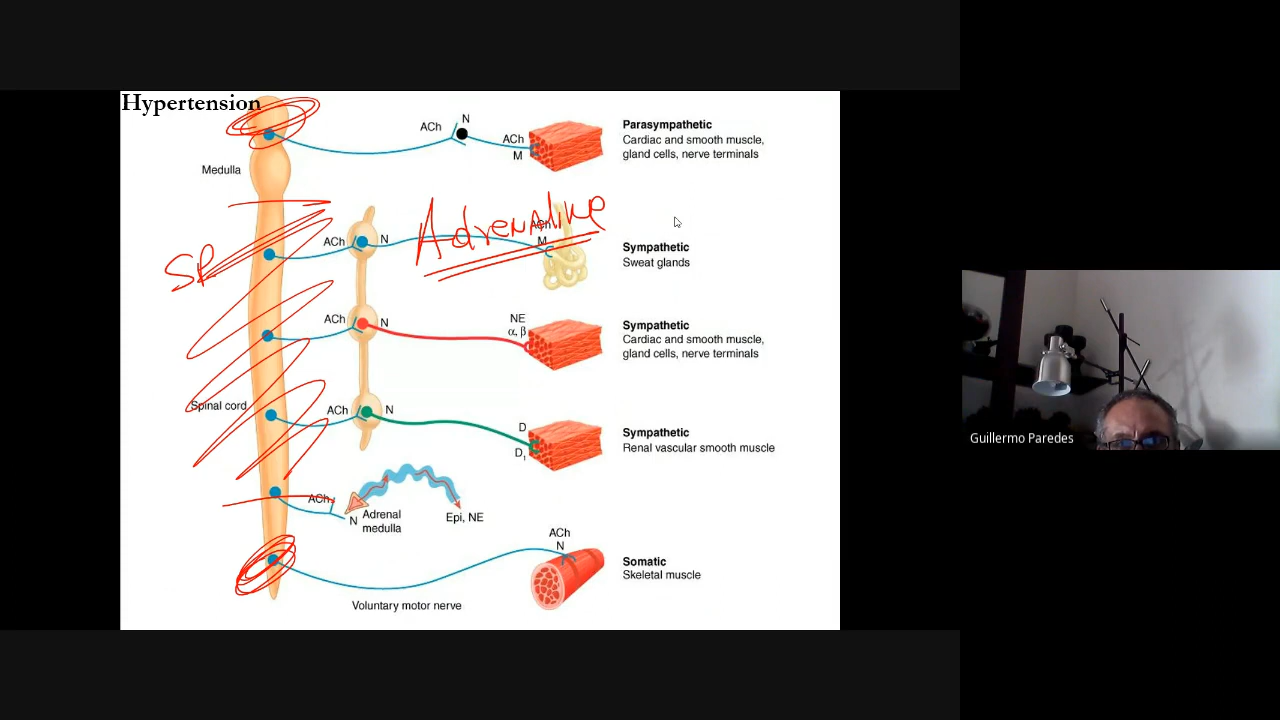 Hypertension
N
ACh
ACh
M
Parasympathetic
Cardiac and smooth muscle,
gland cells, nerve terminals
Medulla
Adrenaline
ACh
N
ACh
M
Sympathetic
Sweat glands
ACh
N
NE
α, β
Sympathetic
Cardiac and smooth muscle,
gland cells, nerve terminals
Spinal cord
ACh
N
D
D1
Sympathetic
Renal vascular smooth muscle
ACh
N
Adrenal
medulla
Epi, NE
ACh
N
Somatic
Skeletal muscle
Voluntary motor nerve
Guillermo Paredes